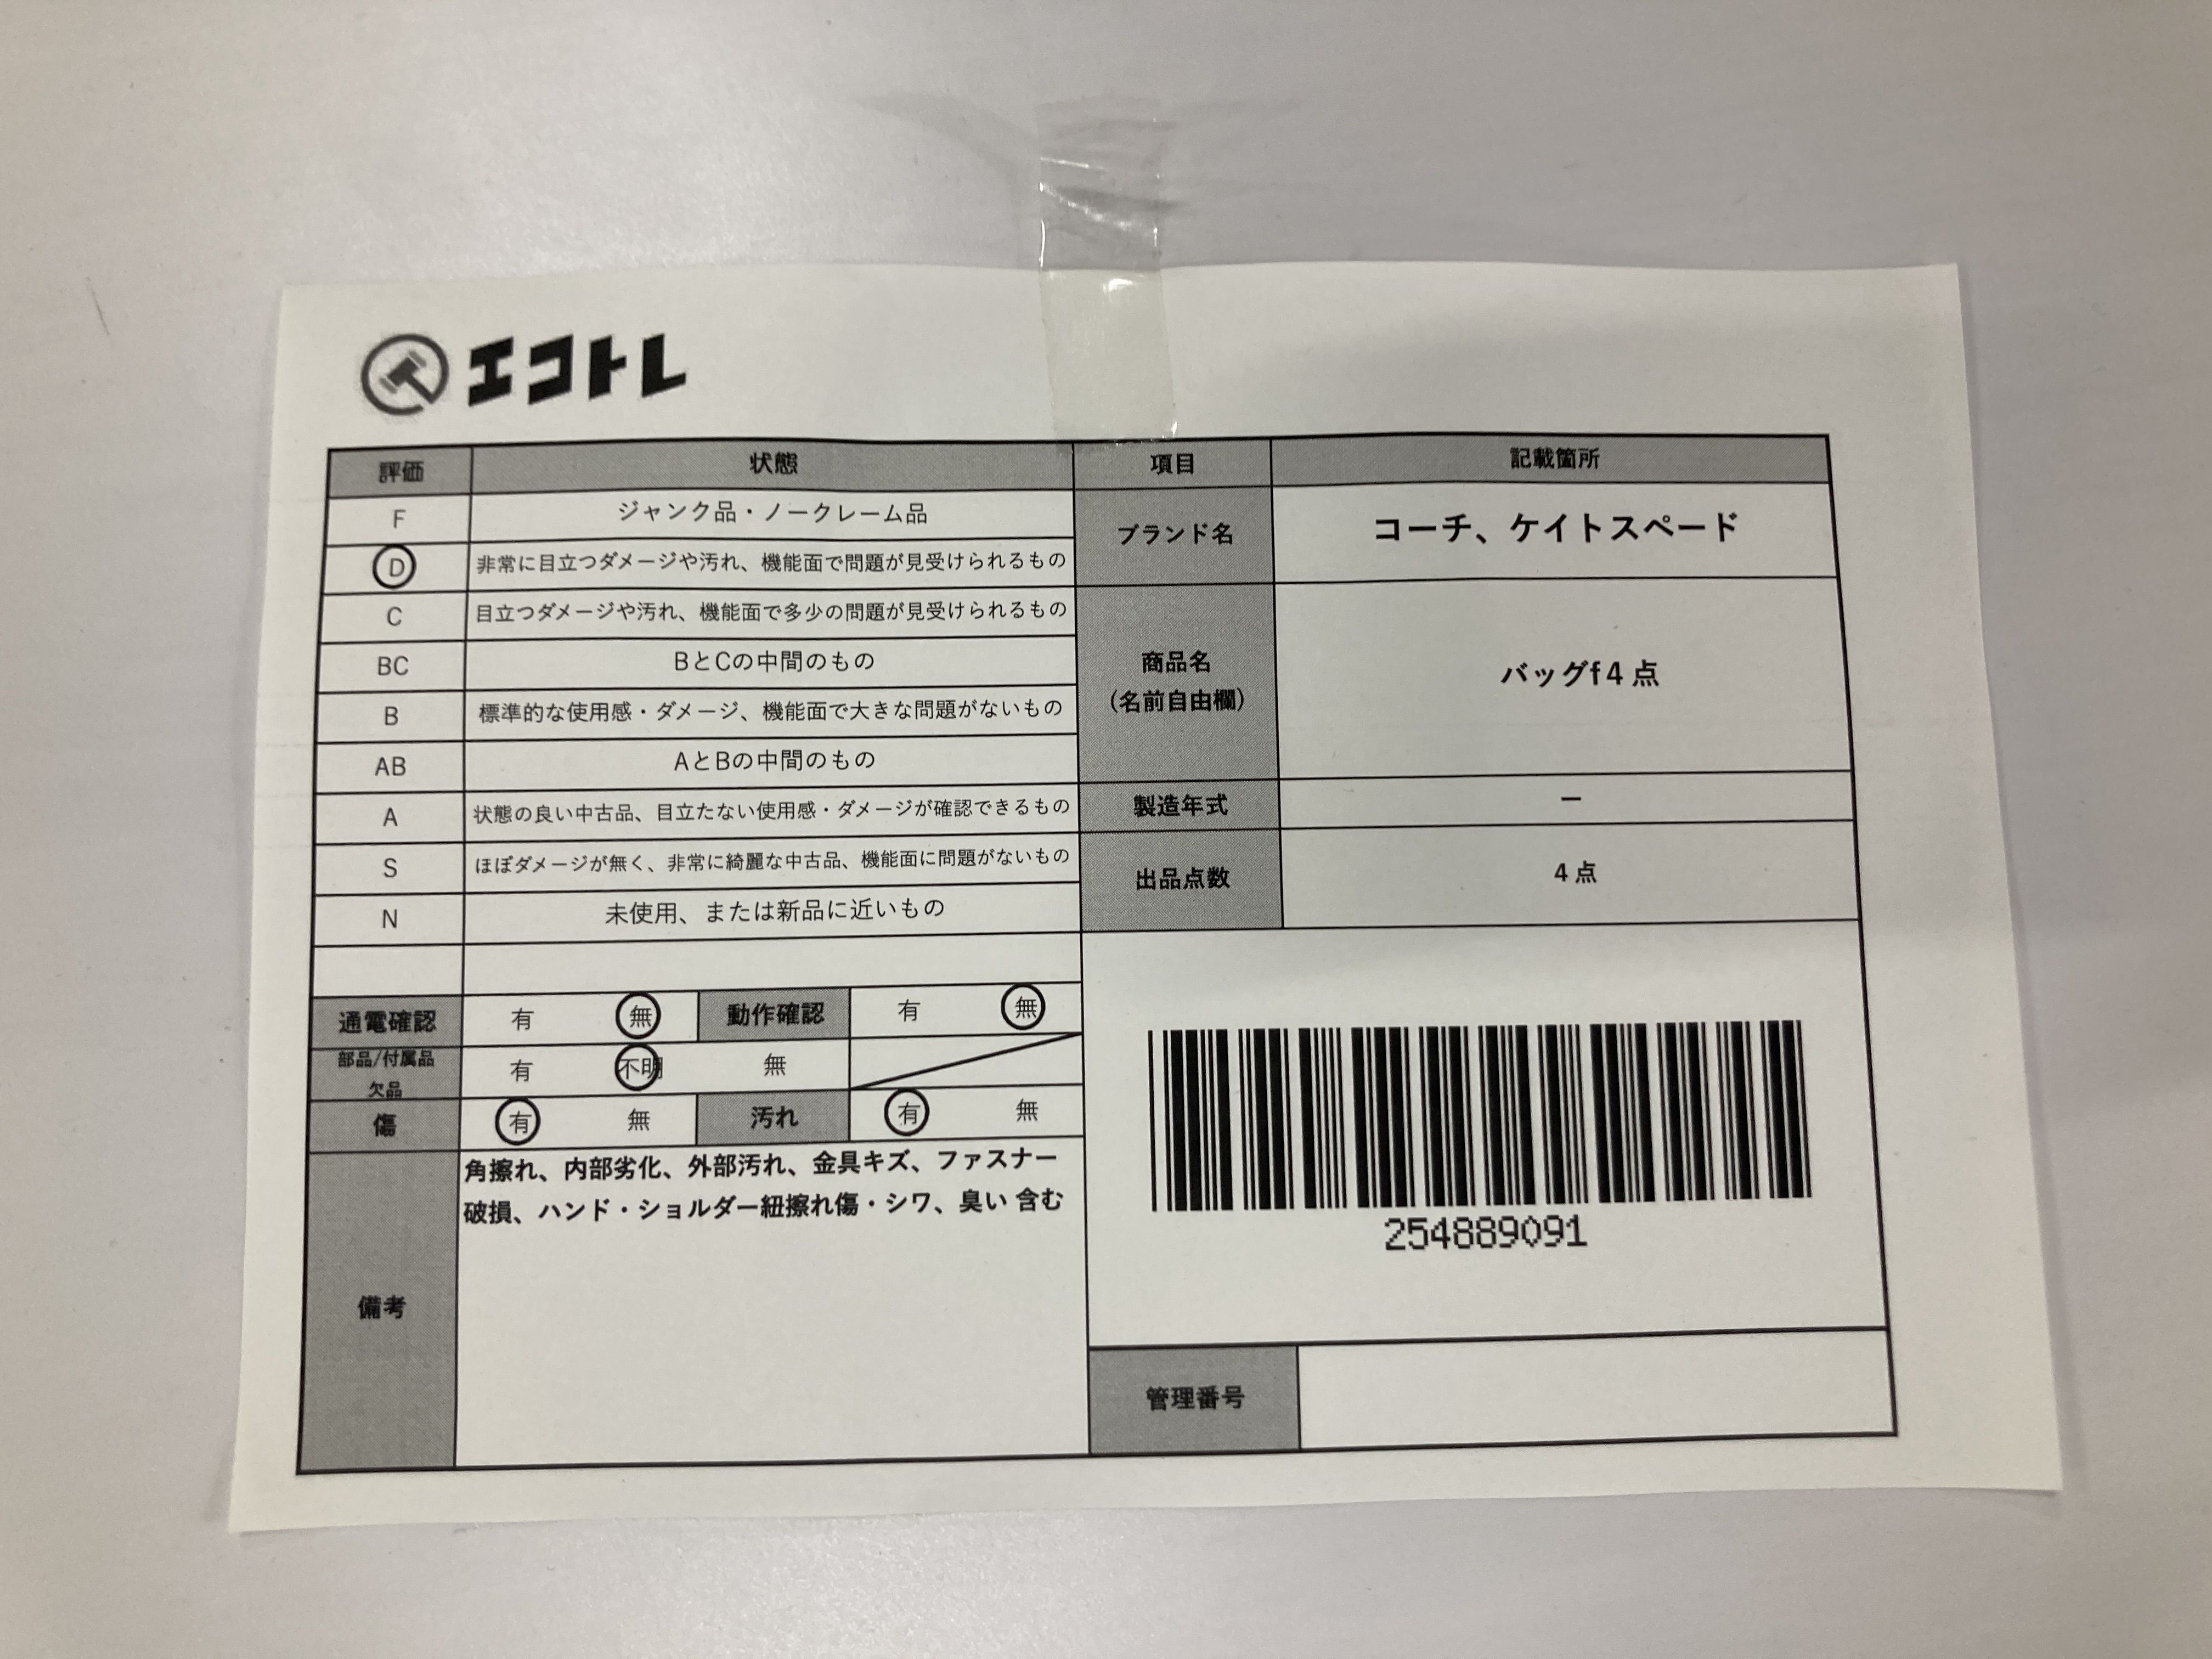 エコトレ
評価 状態 項目 記載箇所
F ジャンク品・ノークレーム品
D 非常に目立つダメージや汚れ、機能面で問題が見受けられるもの
ブランド名 コーチ、ケイトスペード
C 目立つダメージや汚れ、機能面で多少の問題が見受けられるもの
BC BとCの中間のもの
B 標準的な使用感・ダメージ、機能面で大きな問題がないもの
AB AとBの中間のもの
商品名
(名前自由欄)
バッグf4 点
A 状態の良い中古品、目立たない使用感・ダメージが確認できるもの
製造年式 ー
S ほぼダメージが無く、非常に綺麗な中古品、機能面に問題がないもの
N 未使用、または新品に近いもの
出品点数 4 点
通電確認 有 無 動作確認 有 無
部品/付属品
欠品
有 不明 無
傷 有 無 汚れ 有 無
備考
角擦れ、内部劣化、外部汚れ、金具キズ、ファスナー
破損、ハンド・ショルダー紐擦れ傷・シワ、臭い 含む
254889091
管理番号